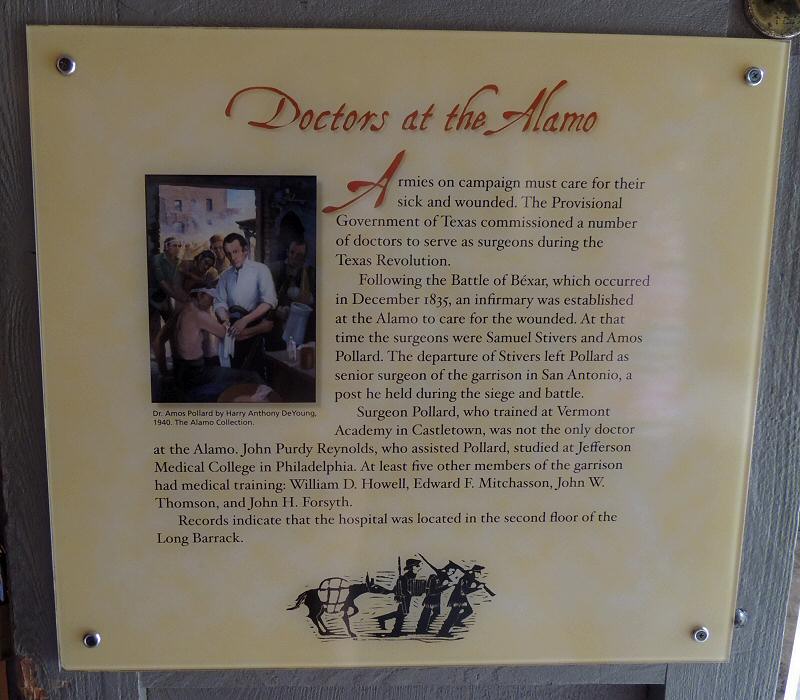 Doctors at the Alamo
Armies on campaign must care for their
sick and wounded. The Provisional
Government of Texas commissioned a number
of doctors to serve as surgeons during the
Texas Revolution.
Following the Battle of Béxar, which occurred
in December 1835, an infirmary was established
at the Alamo to care for the wounded. At that
time the surgeons were Samuel Stivers and Amos
Pollard. The departure of Stivers left Pollard as
senior surgeon of the garrison in San Antonio, a
post he held during the siege and battle.
Surgeon Pollard, who trained at Vermont
Academy in Castletown, was not the only doctor
at the Alamo. John Purdy Reynolds, who assisted Pollard, studied at Jefferson
Medical College in Philadelphia. At least five other members of the garrison
had medical training: William D. Howell, Edward F. Mitchasson, John W.
Thomson, and John H. Forsyth.
Records indicate that the hospital was located in the second floor of the
Long Barrack.
Dr. Amos Pollard by Harry Anthony DeYoung,
1940. The Alamo Collection.